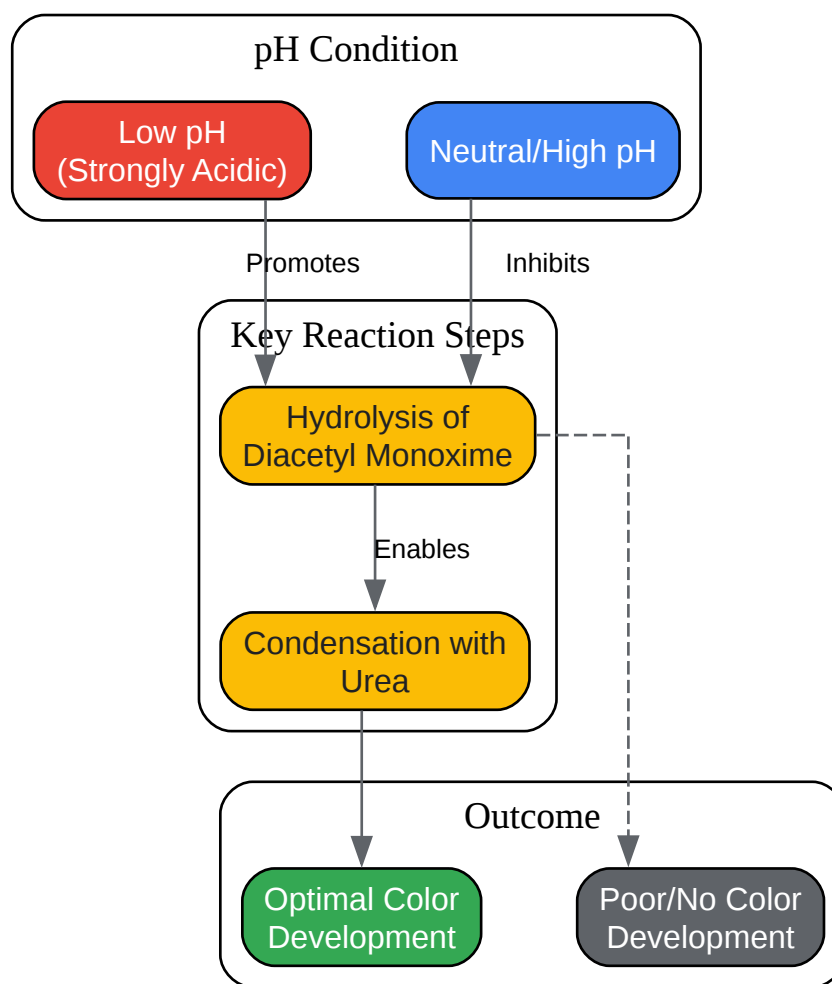 pH Condition
Low pH
(Strongly Acidic)
Neutral/High pH
Promotes
Inhibits
Key Reaction Steps
Hydrolysis of
Diacetyl Monoxime
Enables
Condensation with
Urea
Outcome
Optimal Color
Development
Poor/No Color
Development